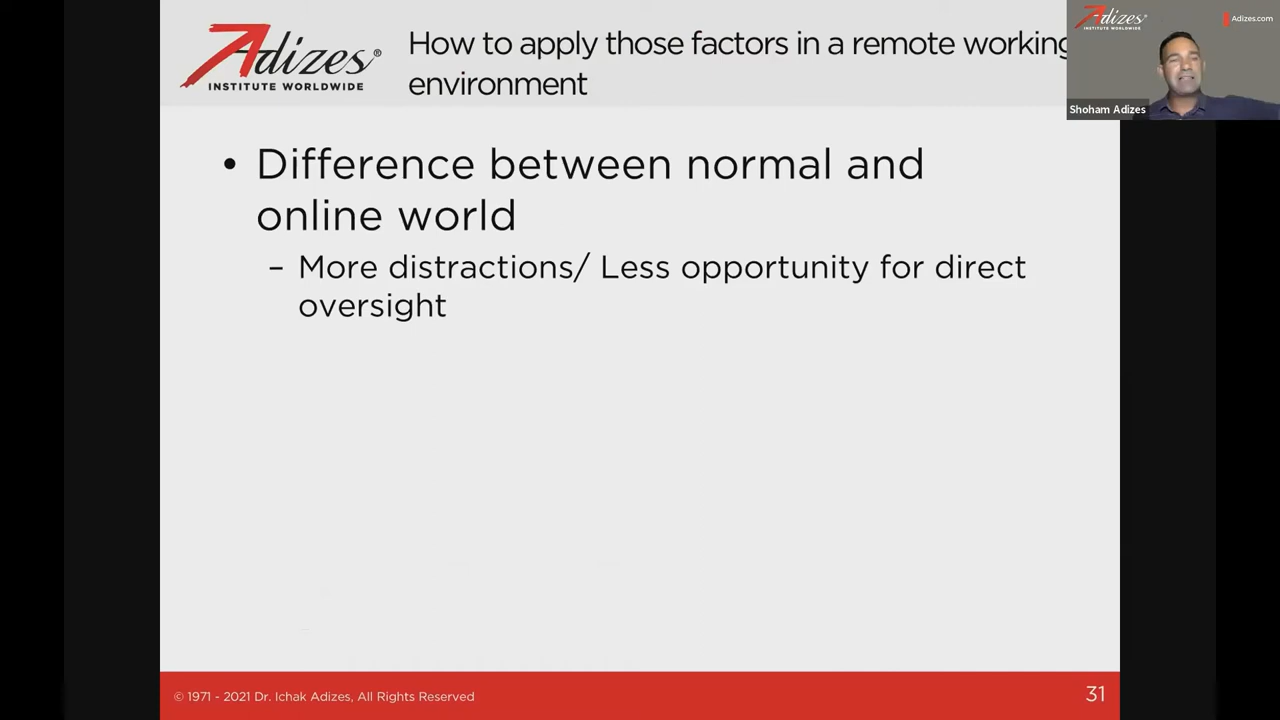 Adizes®
INSTITUTE WORLDWIDE
How to apply those factors in a remote working
environment
Adizes
INSTITUTE WORLDWIDE
Adizes.com
Shoham Adizes
• Difference between normal and
online world
– More distractions/ Less opportunity for direct
oversight
© 1971 - 2021 Dr. Ichak Adizes, All Rights Reserved
31